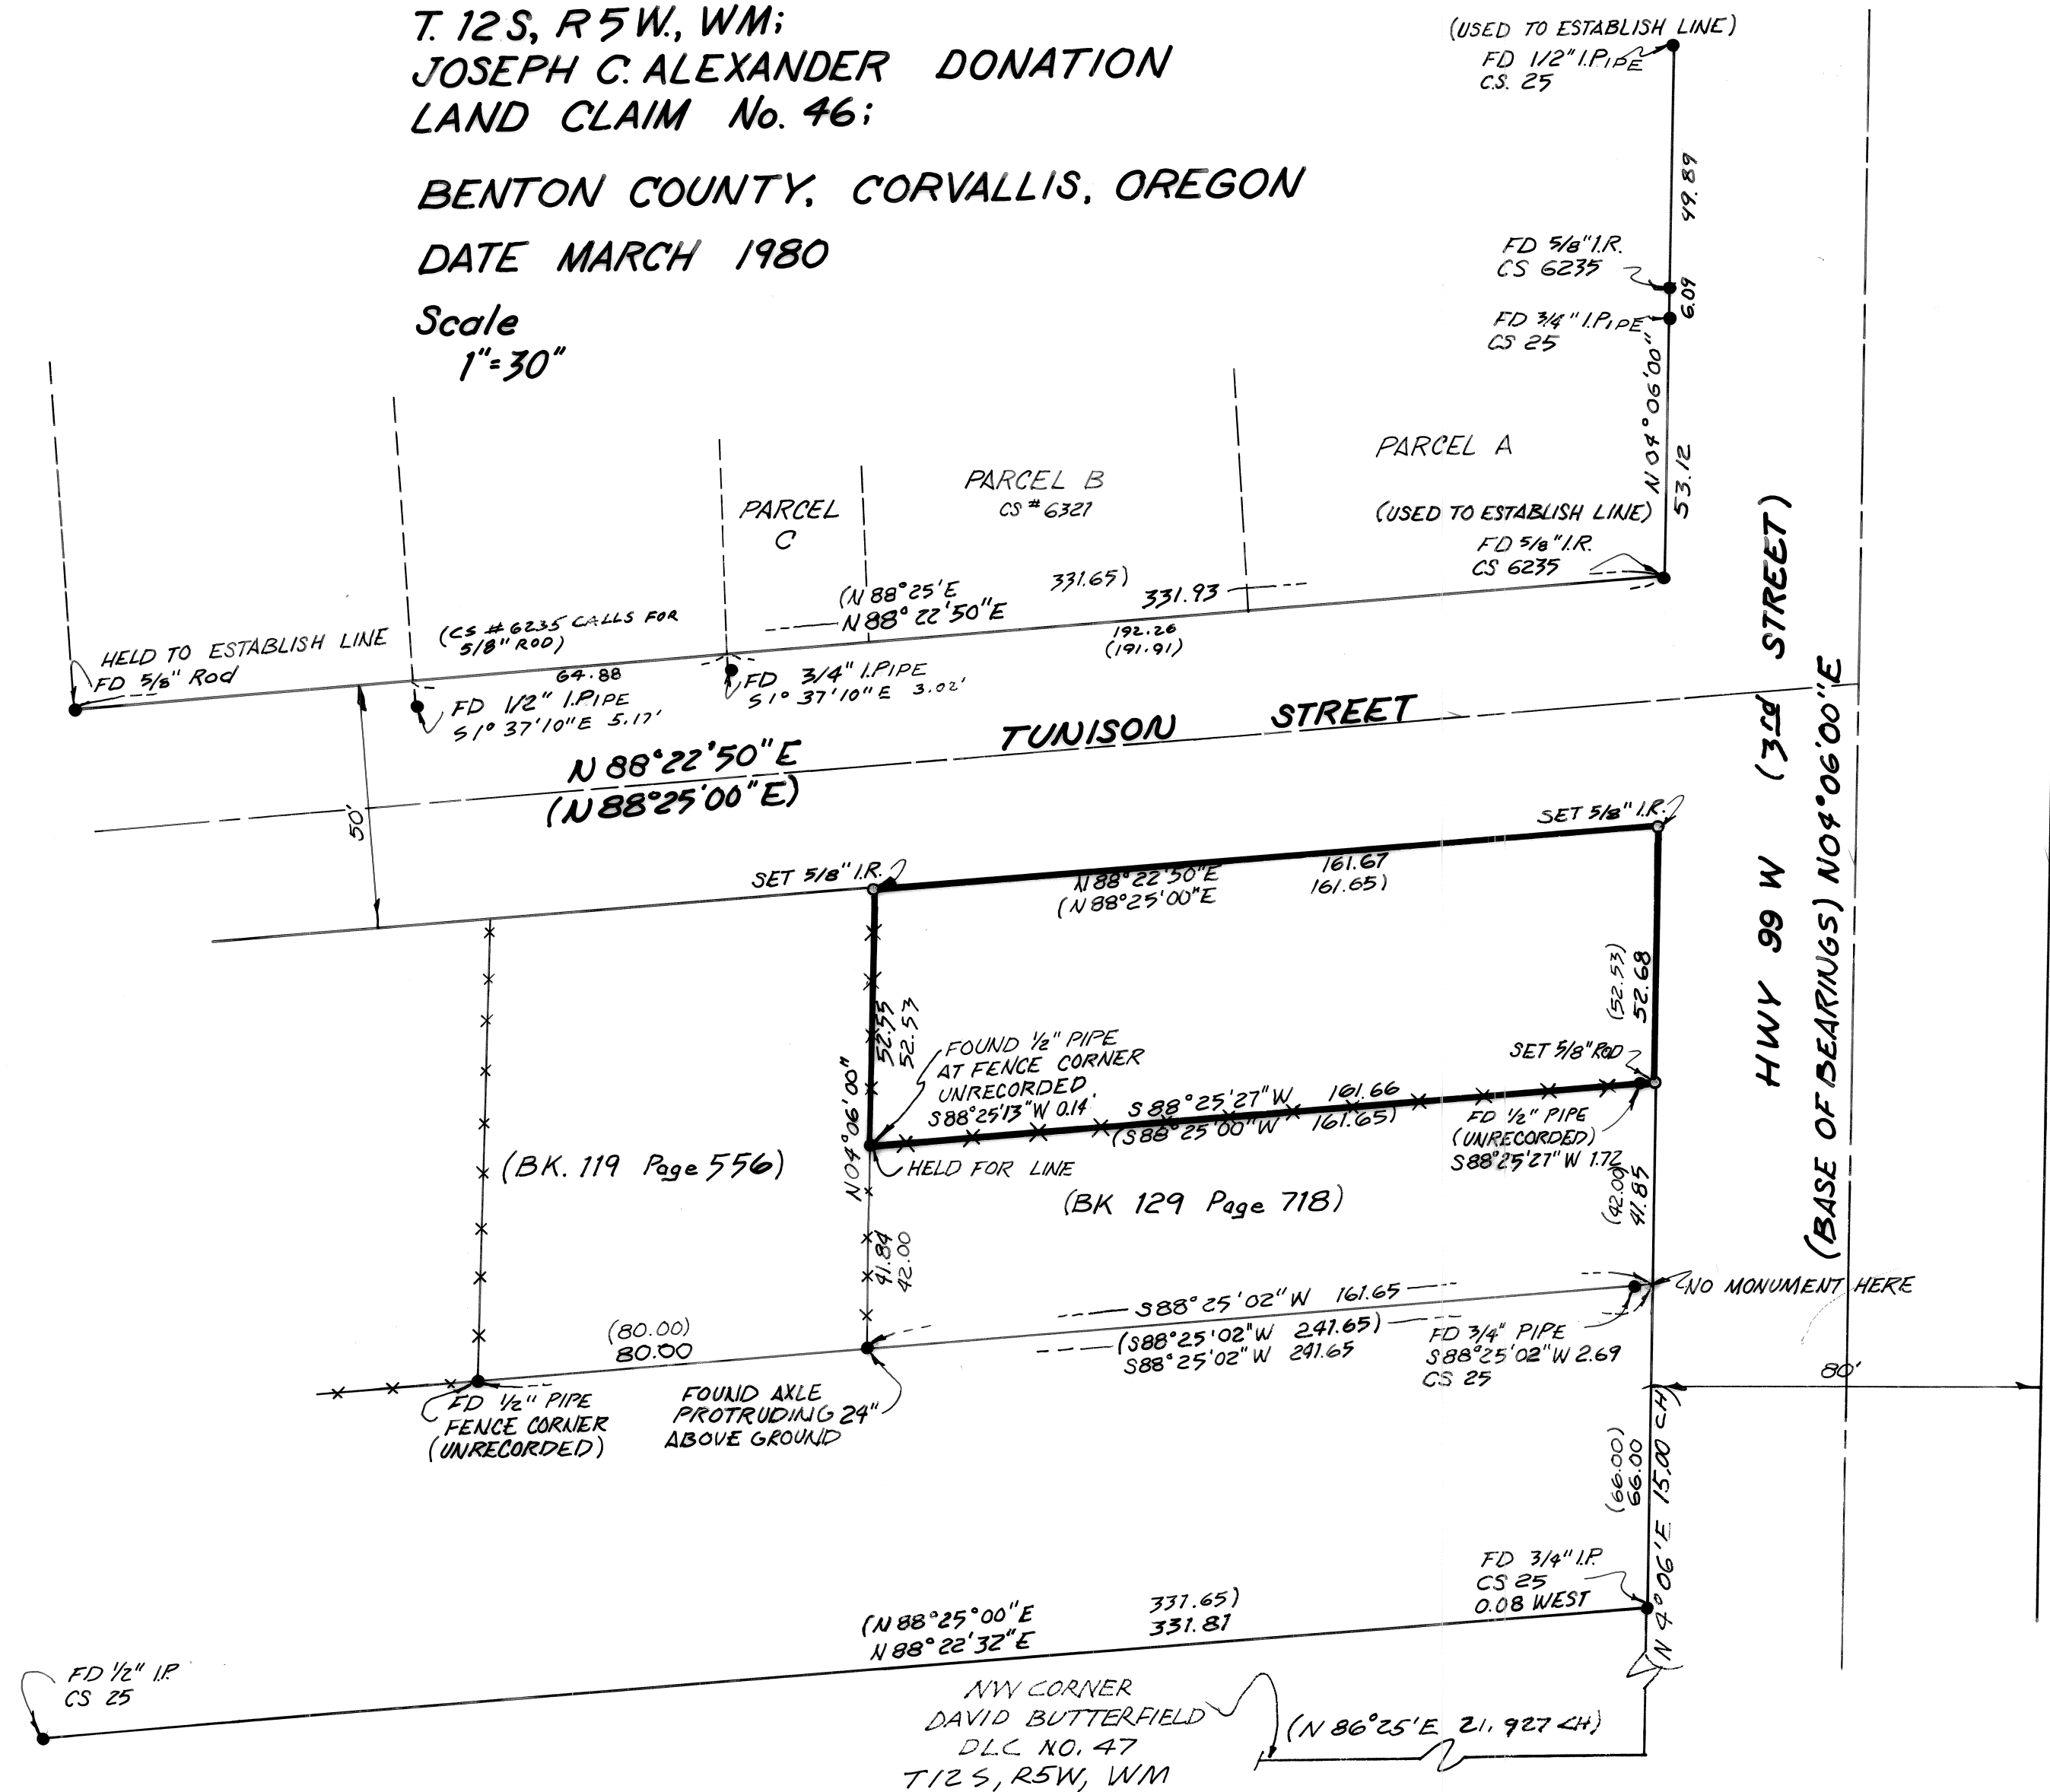 T. 12S, R5W., WM;
JOSEPH C. ALEXANDER DONATION
LAND CLAIM No. 46;
BENTON COUNTY, CORVALLIS, OREGON
DATE MARCH 1980
Scale
1"=30"
(USED TO ESTABLISH LINE)
FD 1/2" I.PIPE
C.S. 25
49.89
FD 5/8" I.R.
CS 6235
6.09
FD 3/4" I.PIPE
CS 25
N 04°06'00"
53.12
PARCEL A
(USED TO ESTABLISH LINE)
FD 5/8" I.R.
CS 6235
PARCEL B
CS # 6321
PARCEL
C
(N 88°25'E 331.65)
N 88°22'50"E 331.93
192.26
(191.91)
(CS # 6235 CALLS FOR
5/8" ROD)
64.88
HELD TO ESTABLISH LINE
FD 5/8" Rod
FD 1/2" I.PIPE
S 1°37'10"E 5.17'
FD 3/4" I.PIPE
S 1°37'10"E 3.02'
TUNISON STREET
N 88°22'50"E
(N 88°25'00"E)
50'
HWY 99 W (3rd STREET)
(BASE OF BEARINGS) N04°06'00"E
SET 5/8" I.R.
SET 5/8" I.R.
N 88°22'50"E 161.67
(N 88°25'00"E 161.65)
(52.53)
52.68
52.55
52.53
N04°06'00"
FOUND 1/2" PIPE
AT FENCE CORNER
UNRECORDED
S 88°25'13"W 0.14'
SET 5/8" ROD
S 88°25'27"W 161.66
(S 88°25'00"W 161.65)
FD 1/2" PIPE
(UNRECORDED)
S 88°25'27"W 1.72
HELD FOR LINE
(BK. 119 Page 556)
(BK 129 Page 718)
(42.00)
41.85
41.84
42.00
NO MONUMENT HERE
S 88°25'02"W 161.65
(S 88°25'02"W 241.65)
S 88°25'02"W 241.65
FD 3/4" PIPE
S 88°25'02"W 2.69
CS 25
80'
(80.00)
80.00
FD 1/2" PIPE
FENCE CORNER
(UNRECORDED)
FOUND AXLE
PROTRUDING 24"
ABOVE GROUND
(66.00)
66.00
(N 4°06'E 15.00 CH)
FD 3/4" I.P.
CS 25
0.08 WEST
(N 88°25'00"E 331.65)
N 88°22'32"E 331.81
FD 1/2" I.P.
CS 25
NW CORNER
DAVID BUTTERFIELD
DLC NO. 47
T12S, R5W, WM
(N 86°25'E 21.927 CH)